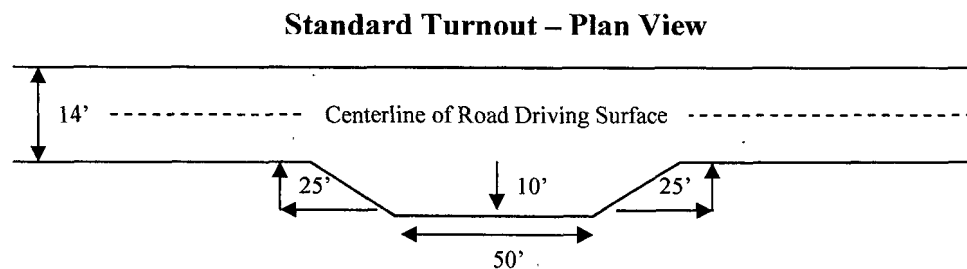 Standard Turnout – Plan View
14’
Centerline of Road Driving Surface
25’
10’
25’
50’